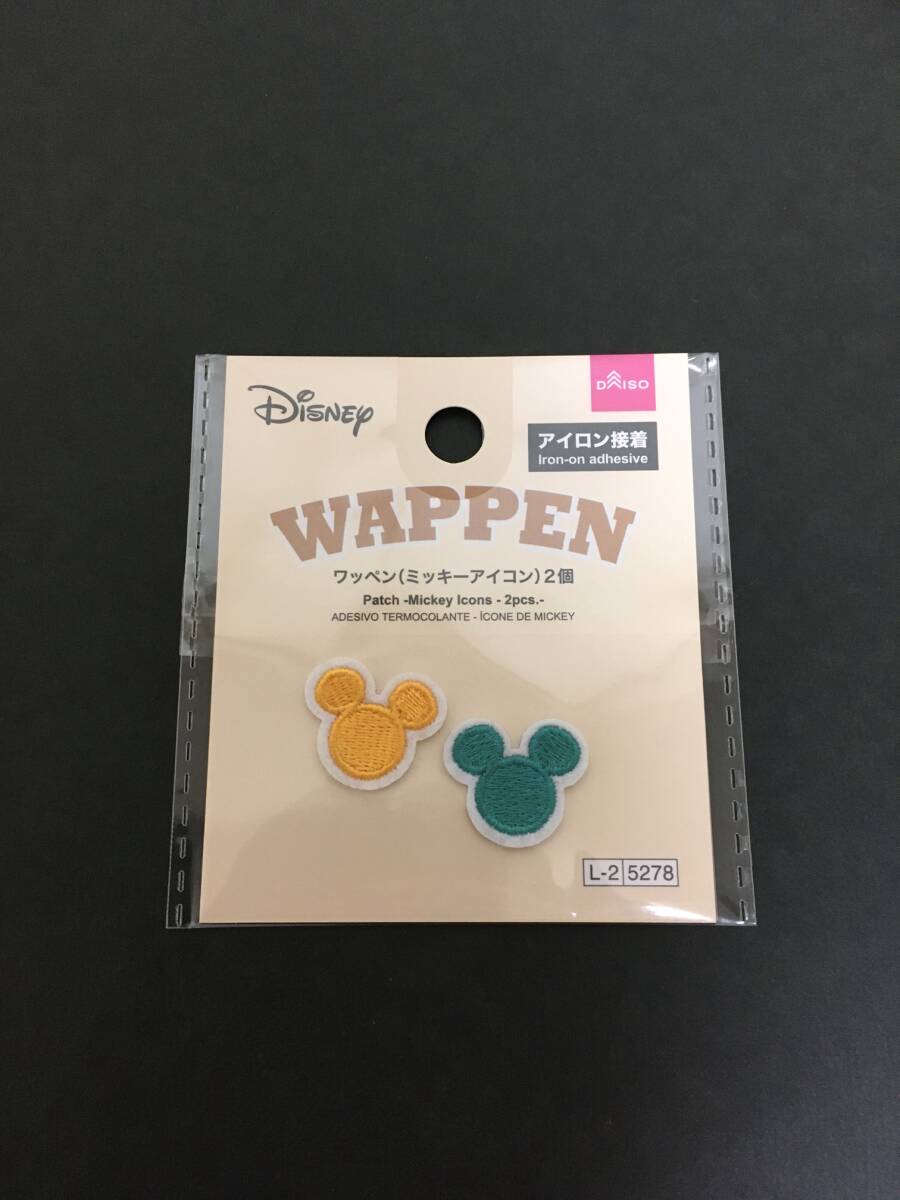 DISNEY
DAISO
アイロン接着
Iron-on adhesive
WAPPEN
ワッペン(ミッキーアイコン)2個
Patch -Mickey Icons - 2pcs.-
ADESIVO TERMOCOLANTE - ÍCONE DE MICKEY
L-2 5278